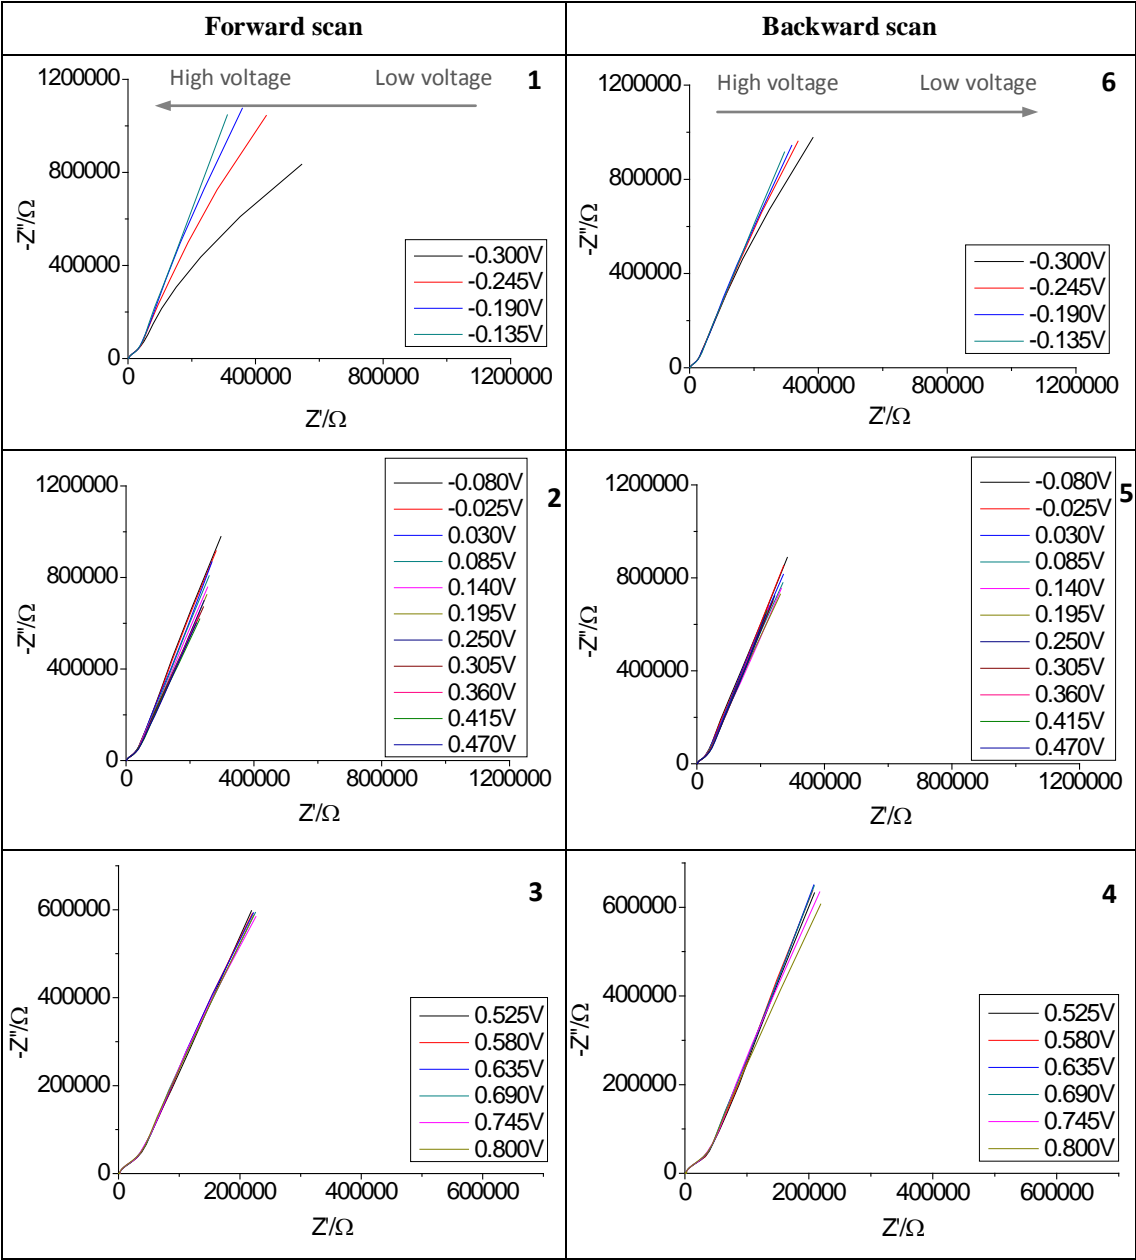 Forward scan
Backward scan
1
High voltage Low voltage
1200000
800000
400000
0
-Z''/Ω
-0.300V
-0.245V
-0.190V
-0.135V
0 400000 800000 1200000
Z'/Ω
6
High voltage Low voltage
1200000
800000
400000
0
-Z''/Ω
-0.300V
-0.245V
-0.190V
-0.135V
0 400000 800000 1200000
Z'/Ω
2
1200000
800000
400000
0
-Z''/Ω
-0.080V
-0.025V
0.030V
0.085V
0.140V
0.195V
0.250V
0.305V
0.360V
0.415V
0.470V
0 400000 800000 1200000
Z'/Ω
5
1200000
800000
400000
0
-Z''/Ω
-0.080V
-0.025V
0.030V
0.085V
0.140V
0.195V
0.250V
0.305V
0.360V
0.415V
0.470V
0 400000 800000 1200000
Z'/Ω
3
600000
400000
200000
0
-Z''/Ω
0.525V
0.580V
0.635V
0.690V
0.745V
0.800V
0 200000 400000 600000
Z'/Ω
4
600000
400000
200000
0
-Z''/Ω
0.525V
0.580V
0.635V
0.690V
0.745V
0.800V
0 200000 400000 600000
Z'/Ω